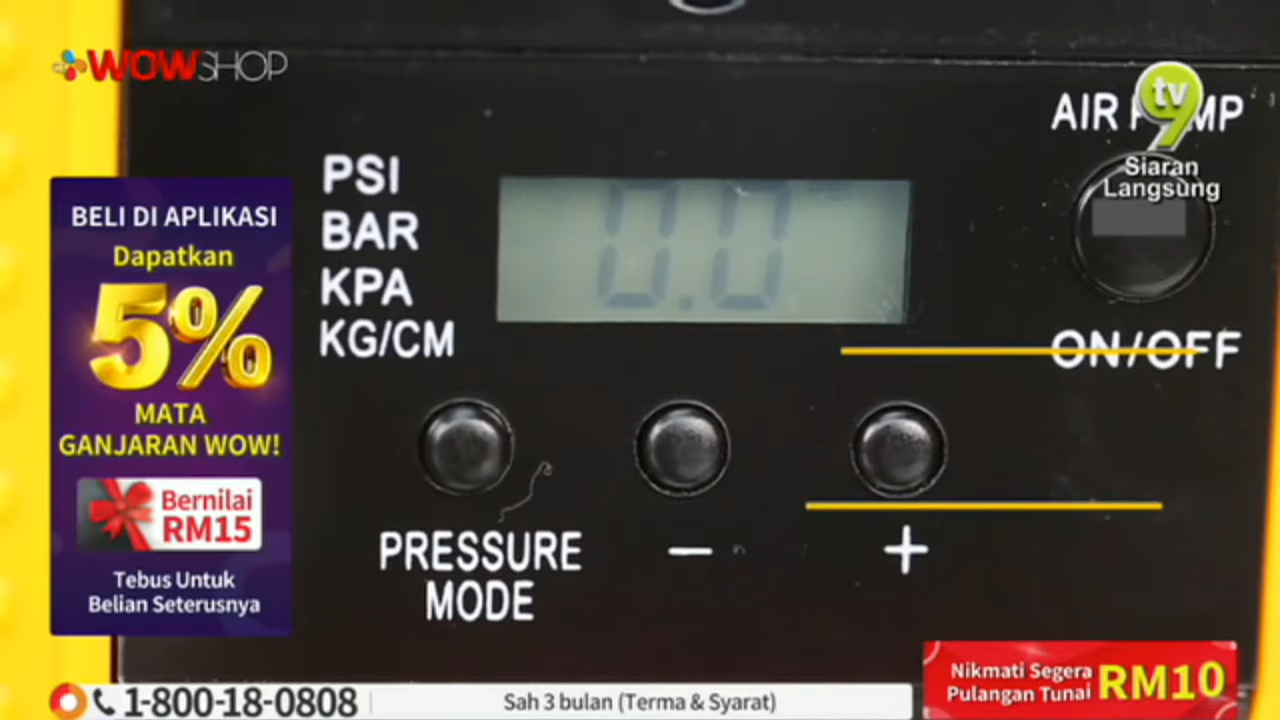 WOWSHOP
tv9
Siaran
Langsung
AIR PUMP
PSI
BAR
KPA
KG/CM
0.0
ON/OFF
PRESSURE
MODE
−
+
BELI DI APLIKASI
Dapatkan
5%
MATA
GANJARAN WOW!
Bernilai
RM15
Tebus Untuk
Belian Seterusnya
1-800-18-0808
Sah 3 bulan (Terma & Syarat)
Nikmati Segera
Pulangan Tunai
RM10